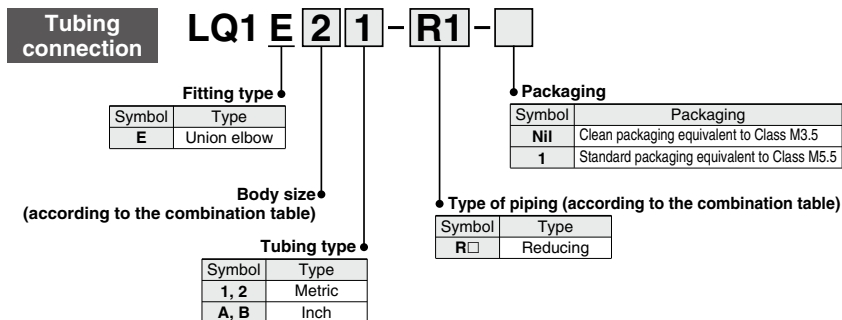 Tubing
connection
LQ1 E 2 1 – R1 –
Fitting type
Symbol Type
E Union elbow
Packaging
Symbol Packaging
Nil Clean packaging equivalent to Class M3.5
1 Standard packaging equivalent to Class M5.5
Body size
(according to the combination table)
Type of piping (according to the combination table)
Symbol Type
R□ Reducing
Tubing type
Symbol Type
1, 2 Metric
A, B Inch